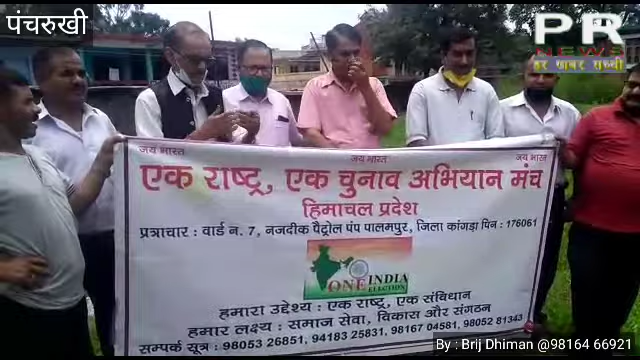 पंचरुखी
PR
NEWS
हर खबर सच्ची
जय भारत जय भारत जय भारत
एक राष्ट्र, एक चुनाव अभियान मंच
हिमाचल प्रदेश
पत्राचार : वार्ड न. 7, नजदीक पैट्रोल पंप पालमपुर, जिला कांगड़ा पिन : 176061
ONE INDIA
ELECTION
हमारा उद्देश्य : एक राष्ट्र, एक संविधान
हमार लक्ष्य : समाज सेवा, विकास और संगठन
सम्पर्क सूत्र : 98053 26851, 94183 25831, 98167 04581, 98052 81343
By : Brij Dhiman @98164 66921